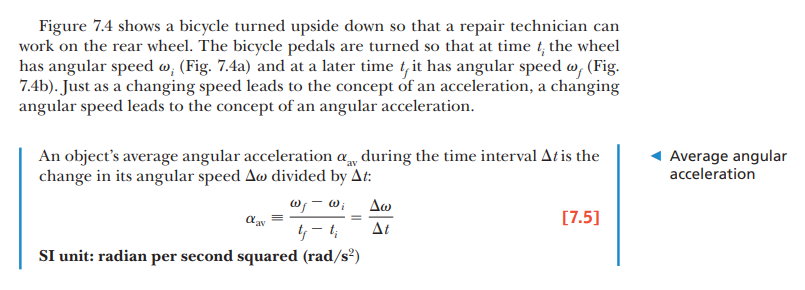 Figure 7.4 shows a bicycle turned upside down so that a repair technician can
work on the rear wheel. The bicycle pedals are turned so that at time tᵢ the wheel
has angular speed ωᵢ (Fig. 7.4a) and at a later time t_f it has angular speed ω_f (Fig.
7.4b). Just as a changing speed leads to the concept of an acceleration, a changing
angular speed leads to the concept of an angular acceleration.
An object's average angular acceleration α_av during the time interval Δt is the
change in its angular speed Δω divided by Δt:
α_av ≡ (ω_f − ωᵢ)/(t_f − tᵢ) = Δω/Δt [7.5]
SI unit: radian per second squared (rad/s²)
◀ Average angular
acceleration